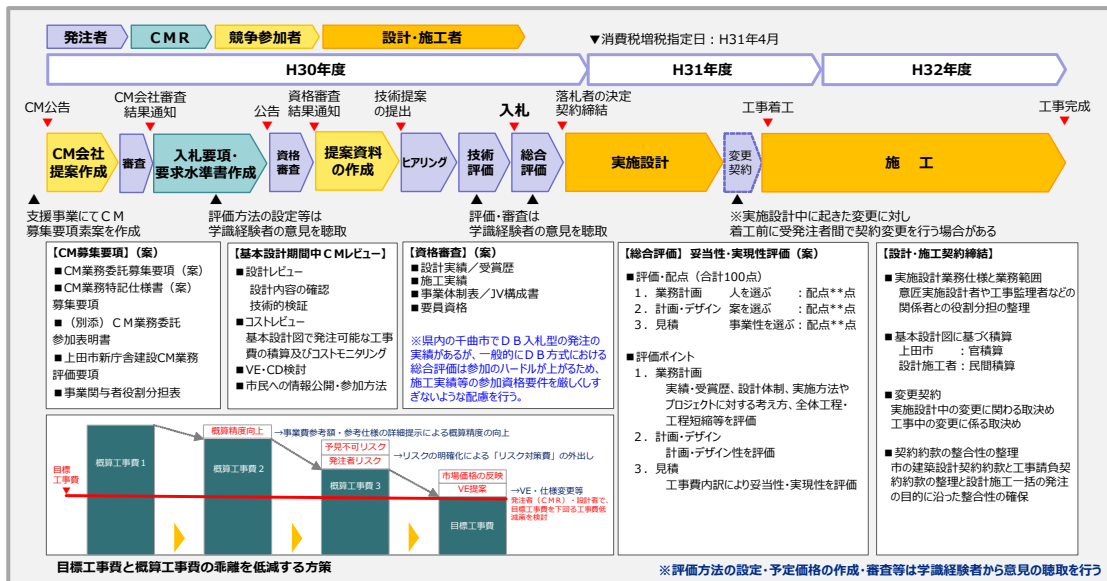 発注者
CMR
競争参加者
設計・施工者
▼消費税増税指定日：H31年4月
H30年度
H31年度
H32年度
CM公告
CM会社審査
結果通知
公告
資格審査
結果通知
技術提案
の提出
入札
落札者の決定
契約締結
工事着工
工事完成
CM会社
提案作成
審査
入札要項・
要求水準書作成
資格
審査
提案資料
の作成
ヒアリング
技術
評価
総合
評価
実施設計
変更
契約
施　工
支援事業にてＣＭ
募集要項素案を作成
評価方法の設定等は
学識経験者の意見を聴取
評価・審査は
学識経験者の意見を聴取
※実施設計中に起きた変更に対し
着工前に受発注者間で契約変更を行う場合がある
【CM募集要項】（案）
■CM業務委託募集要項（案）
■CM業務特記仕様書（案）
募集要項
■（別添）ＣＭ業務委託
参加表明書
■上田市新庁舎建設CM業務
評価要項
■事業関与者役割分担表
【基本設計期間中ＣＭレビュー】
■設計レビュー
設計内容の確認
技術的検証
■コストレビュー
基本設計図で発注可能な工事
費の積算及びコストモニタリング
■VE・CD検討
■市民への情報公開・参加方法
【資格審査】（案）
■設計実績／受賞歴
■施工実績
■事業体制表／JV構成書
■要員資格
※県内の千曲市でＤＢ入札型の発注の
実績があるが、一般的にＤＢ方式における
総合評価は参加のハードルが上がるため、
施工実績等の参加資格要件を厳しくしす
ぎないような配慮を行う。
【総合評価】妥当性・実現性評価（案）
■評価・配点（合計100点）
1．業務計画　人を選ぶ　：配点**点
2．計画・デザイン　案を選ぶ　：配点**点
3．見積　事業性を選ぶ：配点**点
■評価ポイント
1．業務計画
実績・受賞歴、設計体制、実施方法や
プロジェクトに対する考え方、全体工程・
工程短縮等を評価
2．計画・デザイン
計画・デザイン性を評価
3．見積
工事費内訳により妥当性・実現性を評価
【設計・施工契約締結】
■実施設計業務仕様と業務範囲
意匠実施設計者や工事監理者などの
関係者との役割分担の整理
■基本設計図に基づく積算
上田市　：官積算
設計施工者：民間積算
■変更契約
実施設計中の変更に関わる取決め
工事中の変更に係る取決め
■契約約款の整合性の整理
市の建築設計契約約款と工事請負契
約約款の整理と設計施工一括の発注
の目的に沿った整合性の確保
目標
工事費
概算工事費１
概算精度向上
→事業費参考額・参考仕様の詳細提示による概算精度の向上
概算工事費２
予見不可リスク
発注者リスク
→リスクの明確化による「リスク対策費」の外出し
概算工事費３
市場価格の反映
VE提案
→VE・仕様変更等
発注者（CMR）・設計者で、
目標工事費を下回る工事費低
減策を検討
目標工事費
目標工事費と概算工事費の乖離を低減する方策
※評価方法の設定・予定価格の作成・審査等は学識経験者から意見の聴取を行う